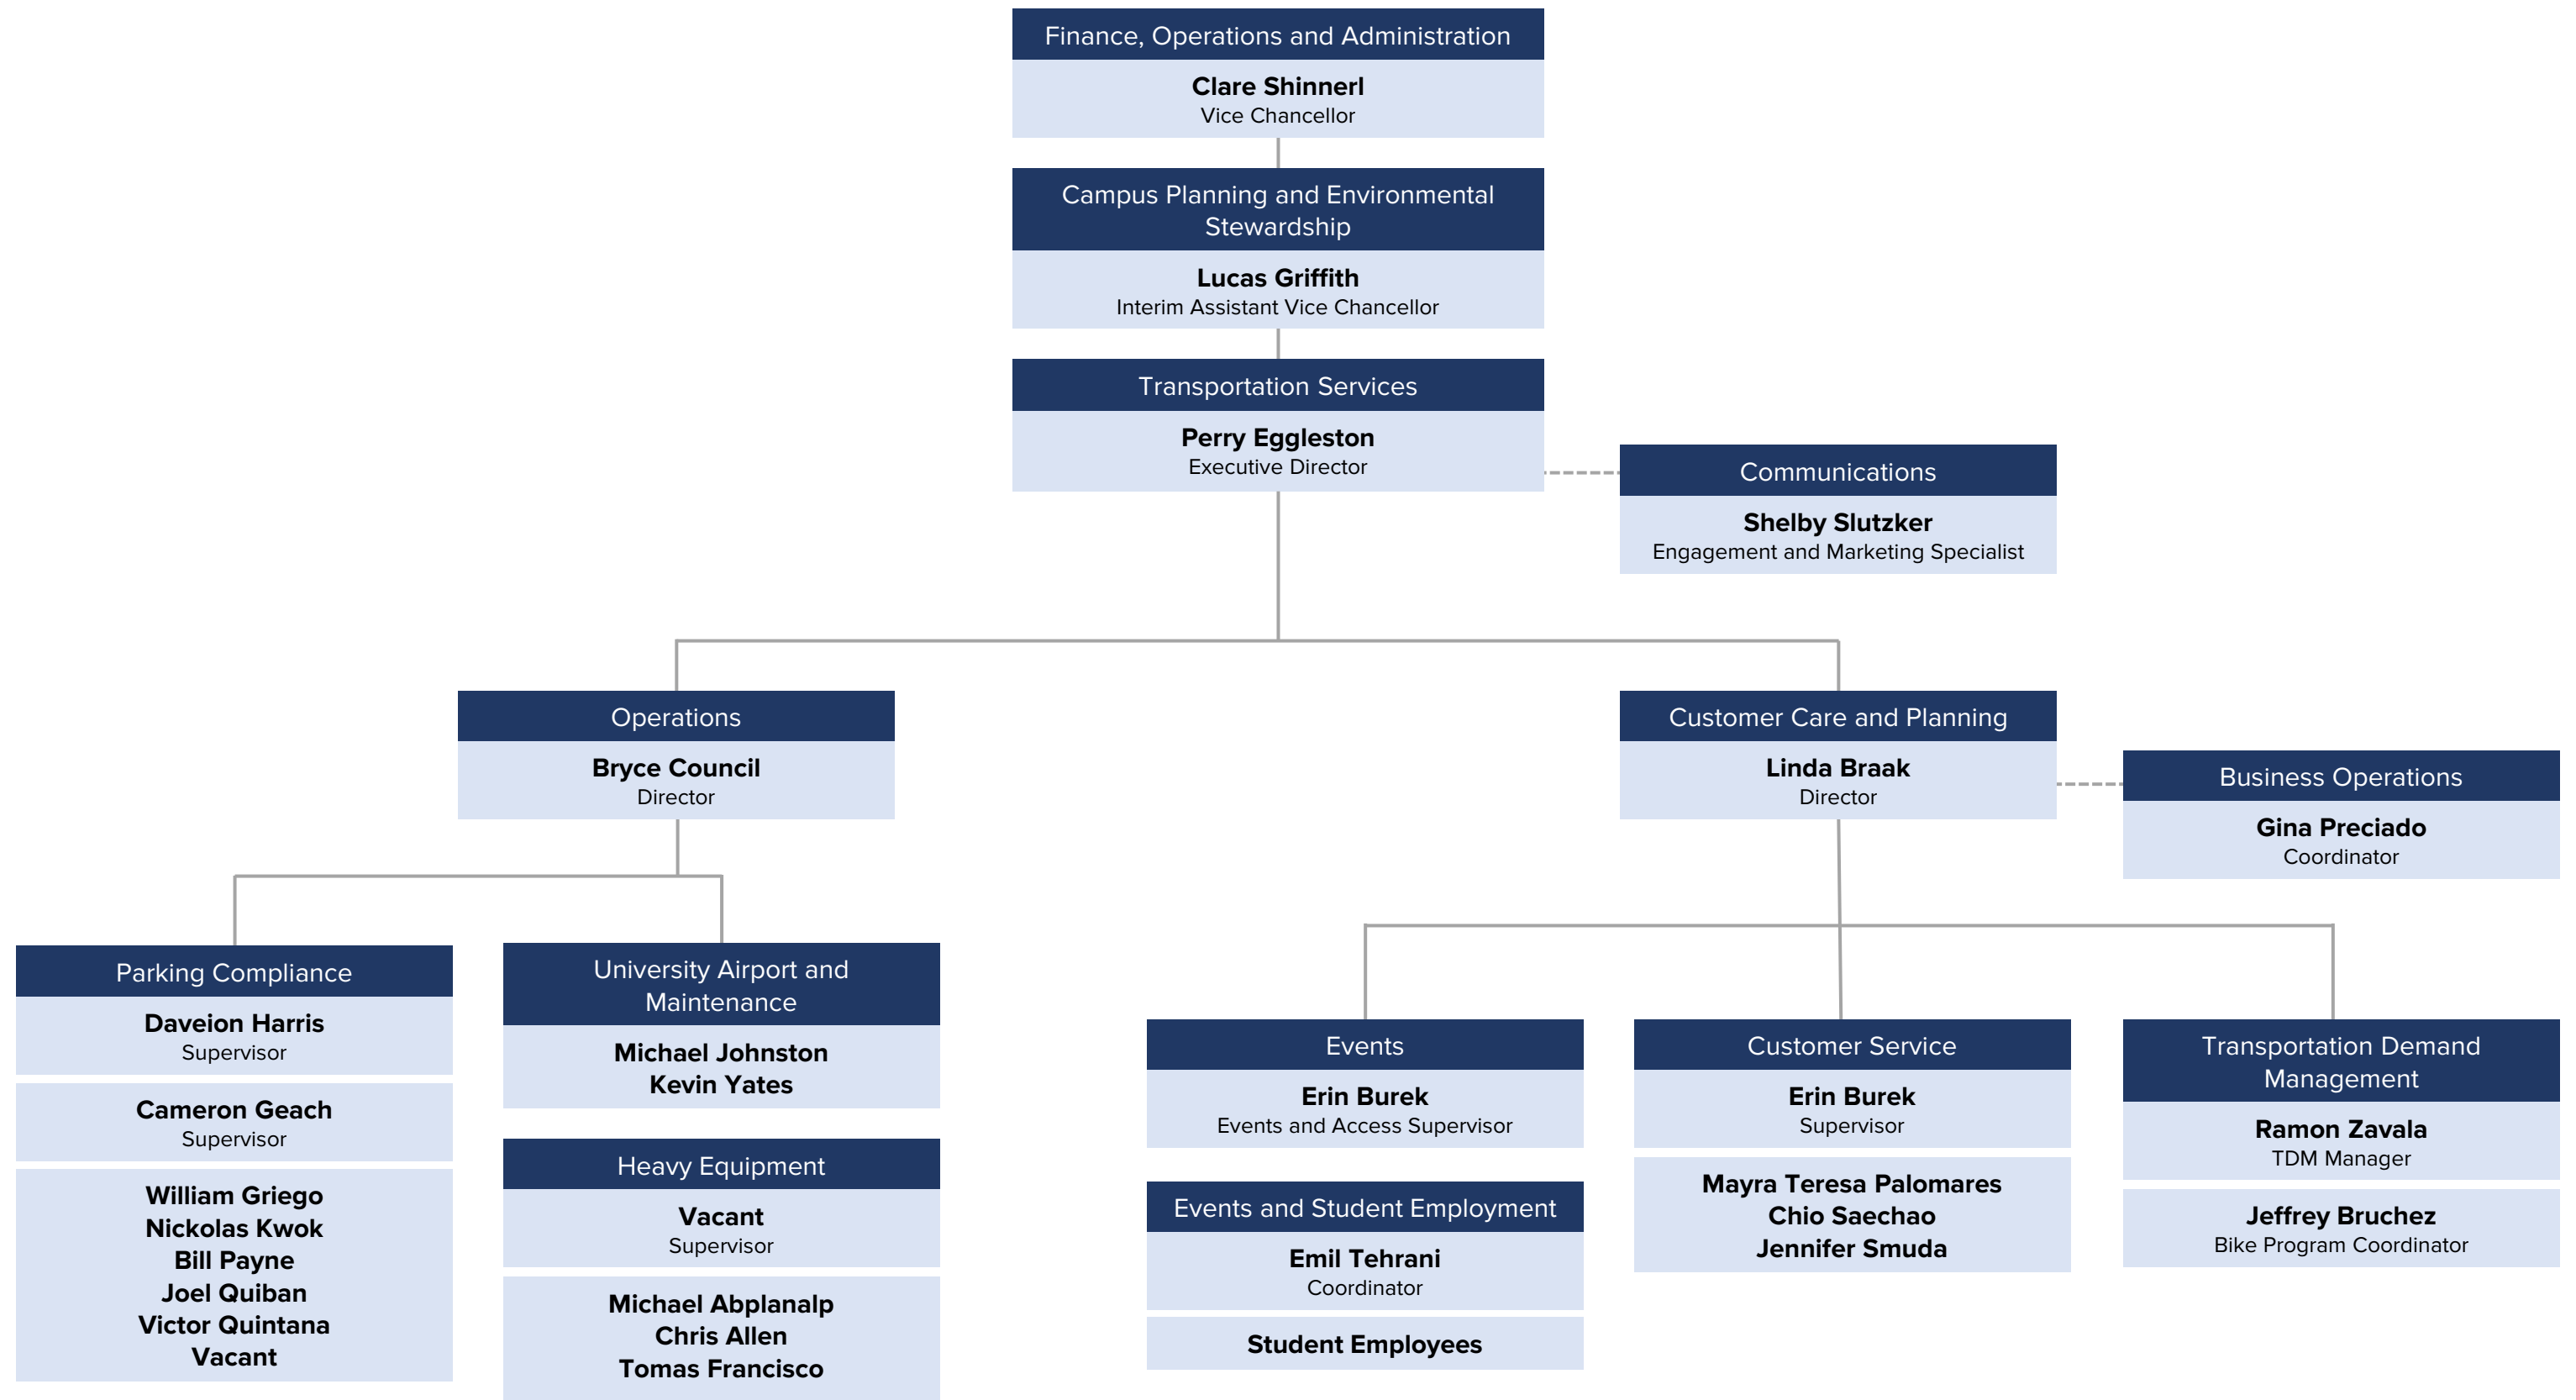 Finance, Operations and Administration
Clare Shinnerl
Vice Chancellor
Campus Planning and Environmental
Stewardship
Lucas Griffith
Interim Assistant Vice Chancellor
Transportation Services
Perry Eggleston
Executive Director
Communications
Shelby Slutzker
Engagement and Marketing Specialist
Operations
Bryce Council
Director
Customer Care and Planning
Linda Braak
Director
Business Operations
Gina Preciado
Coordinator
Parking Compliance
Daveion Harris
Supervisor
Cameron Geach
Supervisor
William Griego
Nickolas Kwok
Bill Payne
Joel Quiban
Victor Quintana
Vacant
University Airport and
Maintenance
Michael Johnston
Kevin Yates
Heavy Equipment
Vacant
Supervisor
Michael Abplanalp
Chris Allen
Tomas Francisco
Events
Erin Burek
Events and Access Supervisor
Events and Student Employment
Emil Tehrani
Coordinator
Student Employees
Customer Service
Erin Burek
Supervisor
Mayra Teresa Palomares
Chio Saechao
Jennifer Smuda
Transportation Demand
Management
Ramon Zavala
TDM Manager
Jeffrey Bruchez
Bike Program Coordinator